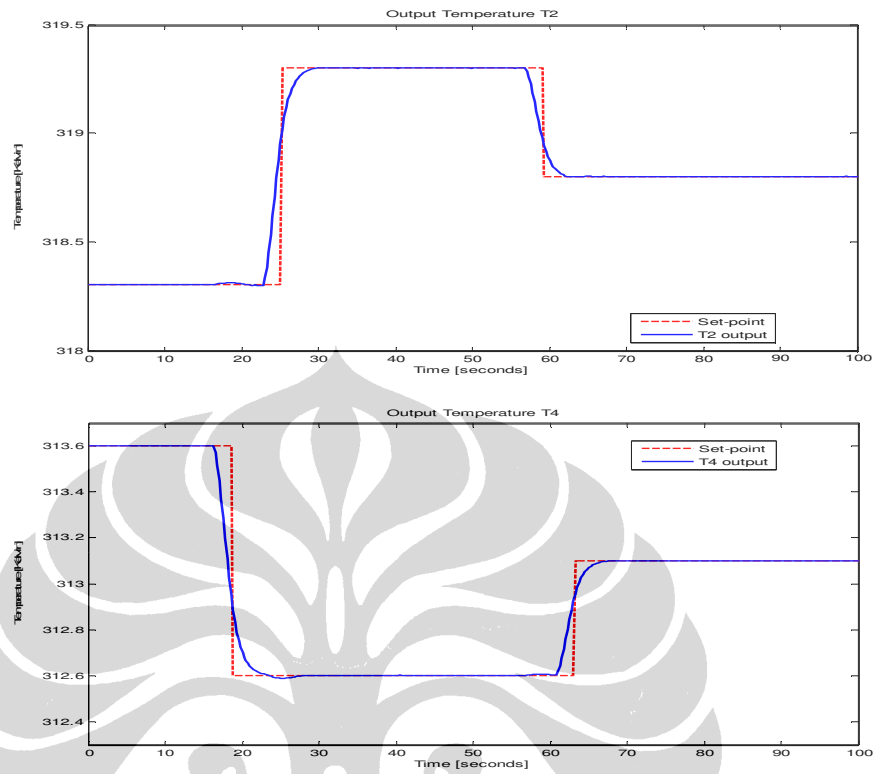 Output Temperature T2
319.5
319
318.5
318
0 10 20 30 40 50 60 70 80 90 100
Time [seconds]
Set-point
T2 output
Output Temperature T4
313.6
313.4
313.2
313
312.8
312.6
312.4
0 10 20 30 40 50 60 70 80 90 100
Time [seconds]
Set-point
T4 output